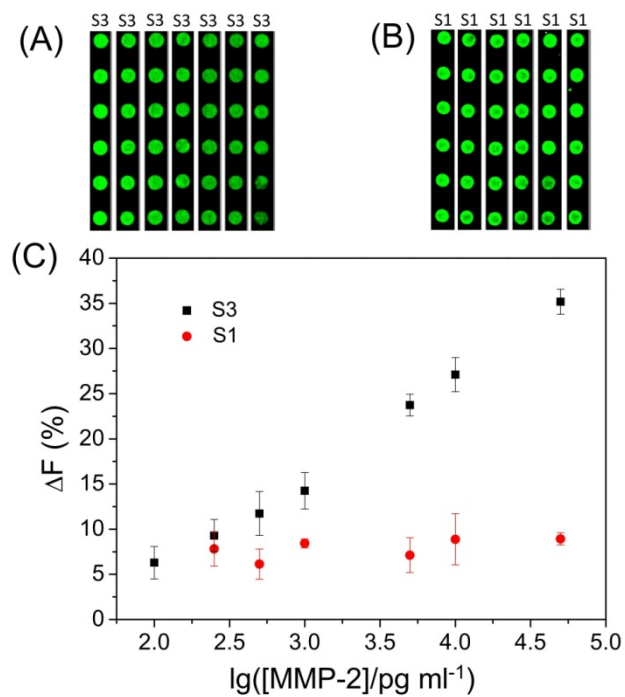 (A) S3 S3 S3 S3 S3 S3 S3
(B) S1 S1 S1 S1 S1 S1
(C)
40
35
30
25
20
15
10
5
0
ΔF (%)
S3
S1
2.0 2.5 3.0 3.5 4.0 4.5 5.0
lg([MMP-2]/pg ml⁻¹)